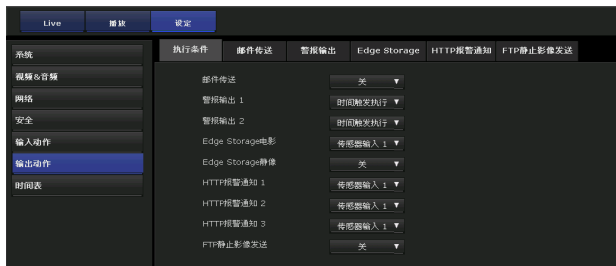 Live 播放 设定
执行条件 邮件传送 警报输出 Edge Storage HTTP报警通知 FTP静止影像发送
系统
视频&音频
网络
安全
输入动作
输出动作
时间表
邮件传送 关
警报输出 1 时间触发执行
警报输出 2 时间触发执行
Edge Storage电影 传感器输入 1
Edge Storage静像 关
HTTP报警通知 1 传感器输入 1
HTTP报警通知 2 传感器输入 1
HTTP报警通知 3 传感器输入 1
FTP静止影像发送 关